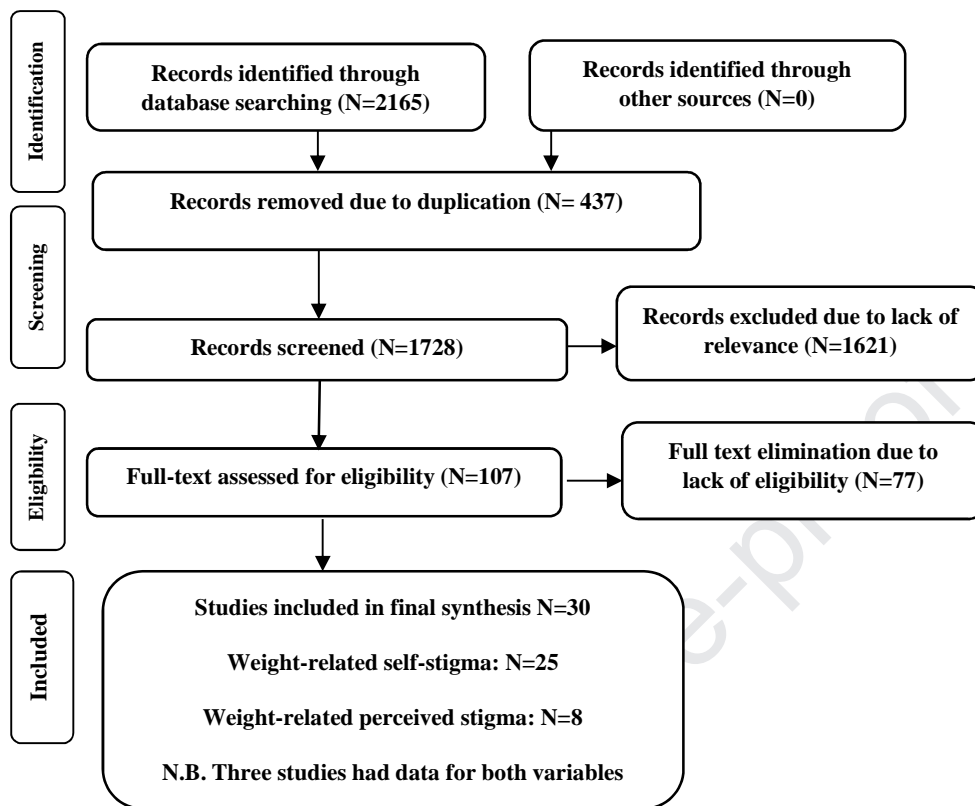 Identification
Records identified through
database searching (N=2165)
Records identified through
other sources (N=0)
Records removed due to duplication (N= 437)
Screening
Records screened (N=1728)
Records excluded due to lack of
relevance (N=1621)
Eligibility
Full-text assessed for eligibility (N=107)
Full text elimination due to
lack of eligibility (N=77)
Included
Studies included in final synthesis N=30
Weight-related self-stigma: N=25
Weight-related perceived stigma: N=8
N.B. Three studies had data for both variables